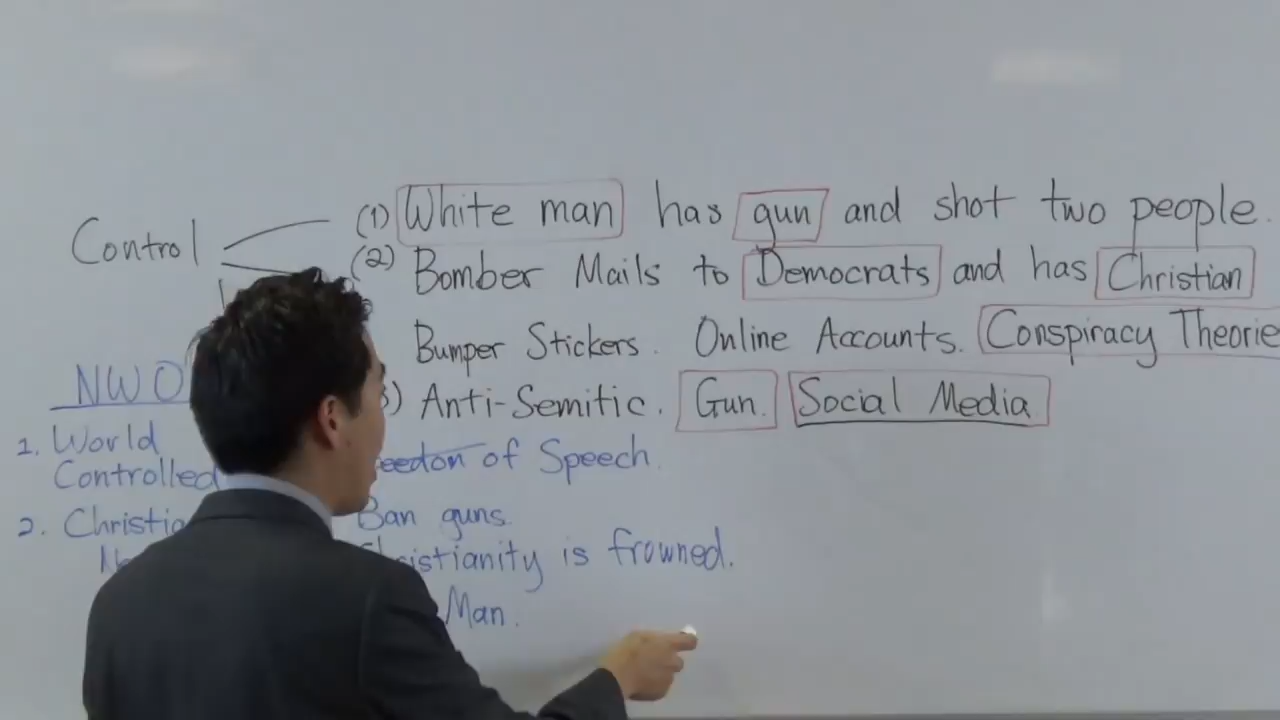 Control
(1) White man has gun and shot two people.
(2) Bomber Mails to Democrats and has Christian
Bumper Stickers. Online Accounts. Conspiracy Theorie
) Anti-Semitic. Gun. Social Media
NWO
1. World
Controlled
2. Christia
eedom of Speech.
Ban guns.
istianity is frowned.
Man.